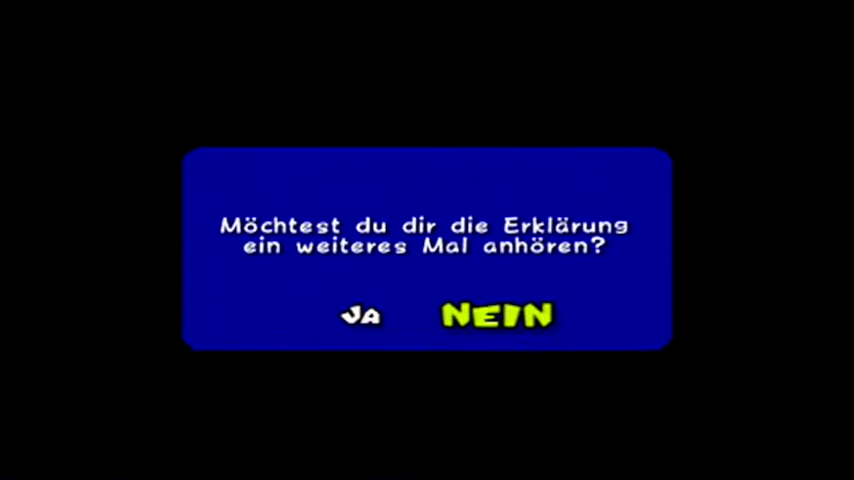 Möchtest du dir die Erklärung
ein weiteres Mal anhören?
JA NEIN